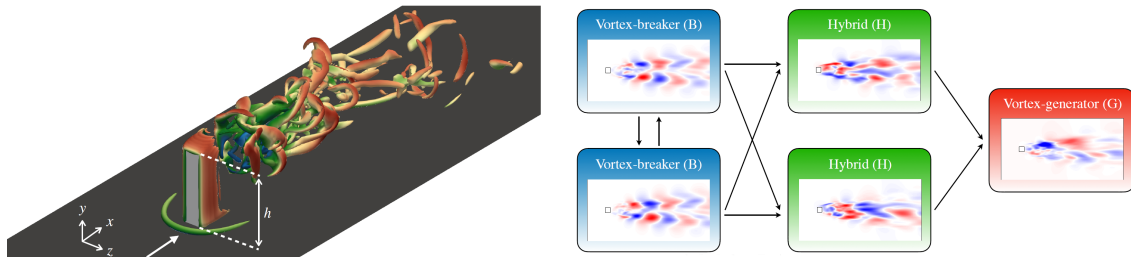 y
x
z
h
Vortex-breaker (B)
Hybrid (H)
Vortex-generator (G)
Vortex-breaker (B)
Hybrid (H)